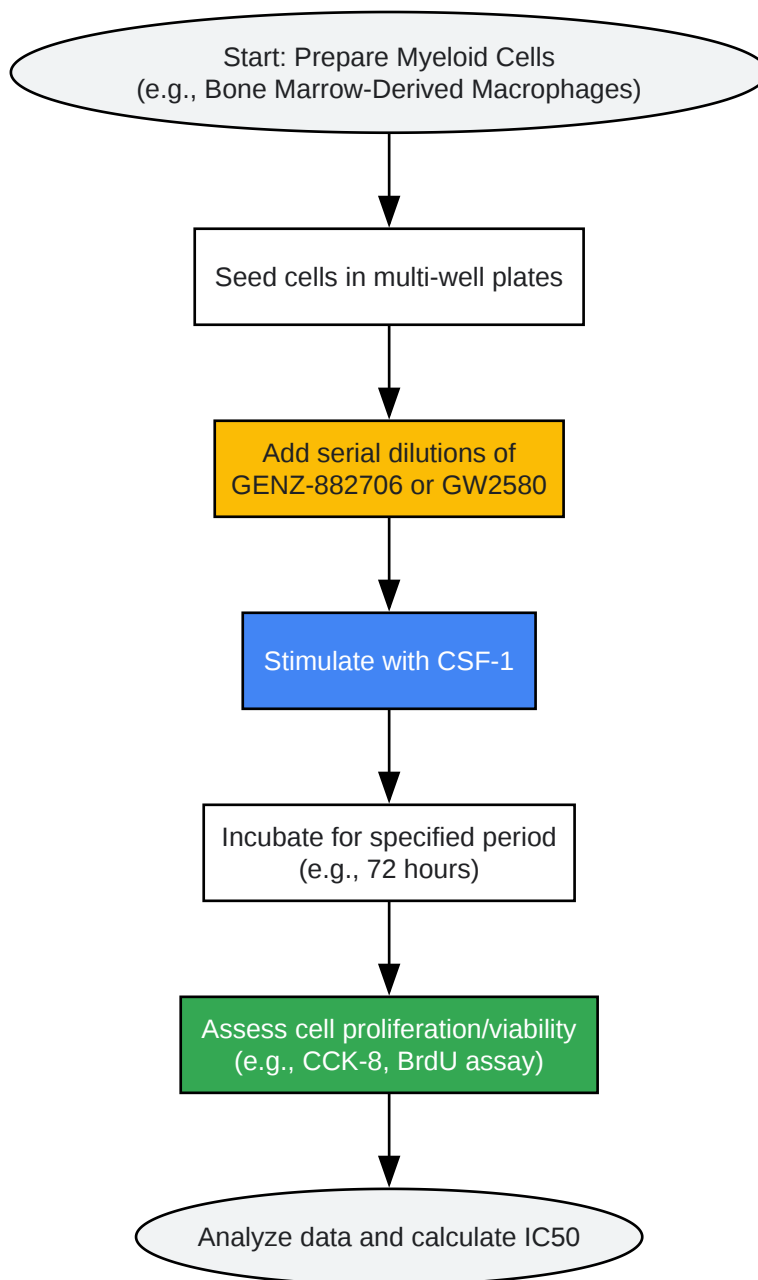 Start: Prepare Myeloid Cells
(e.g., Bone Marrow-Derived Macrophages)
Seed cells in multi-well plates
Add serial dilutions of
GENZ-882706 or GW2580
Stimulate with CSF-1
Incubate for specified period
(e.g., 72 hours)
Assess cell proliferation/viability
(e.g., CCK-8, BrdU assay)
Analyze data and calculate IC50